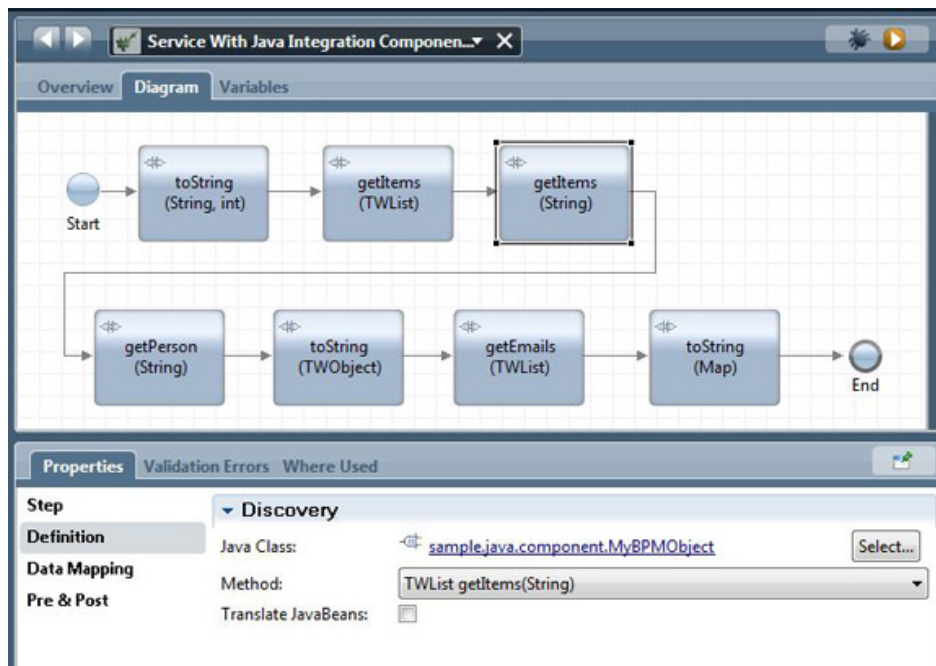 Service With Java Integration Componen...
Overview Diagram Variables
Start
toString
(String, int)
getItems
(TWList)
getItems
(String)
getPerson
(String)
toString
(TWObject)
getEmails
(TWList)
toString
(Map)
End
Properties Validation Errors Where Used
Step
Definition
Data Mapping
Pre & Post
Discovery
Java Class: sample.java.component.MyBPMObject Select...
Method: TWList getItems(String)
Translate JavaBeans: